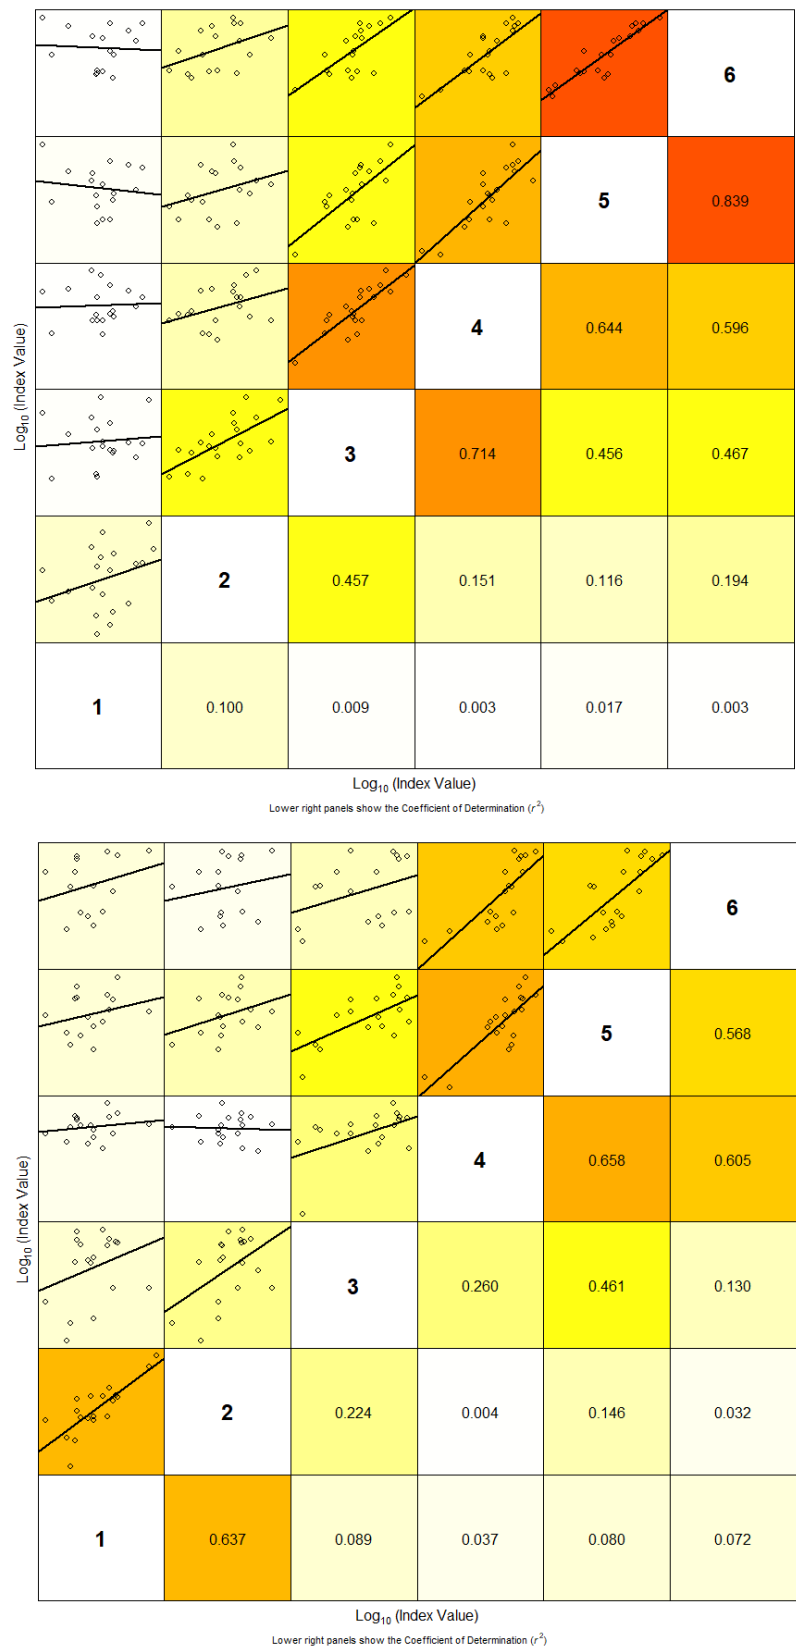 6
5 0.839
4 0.644 0.596
3 0.714 0.456 0.467
2 0.457 0.151 0.116 0.194
1 0.100 0.009 0.003 0.017 0.003
Log₁₀ (Index Value)
Log₁₀ (Index Value)
Lower right panels show the Coefficient of Determination (r²)
6
5 0.568
4 0.658 0.605
3 0.260 0.461 0.130
2 0.224 0.004 0.146 0.032
1 0.637 0.089 0.037 0.080 0.072
Log₁₀ (Index Value)
Log₁₀ (Index Value)
Lower right panels show the Coefficient of Determination (r²)